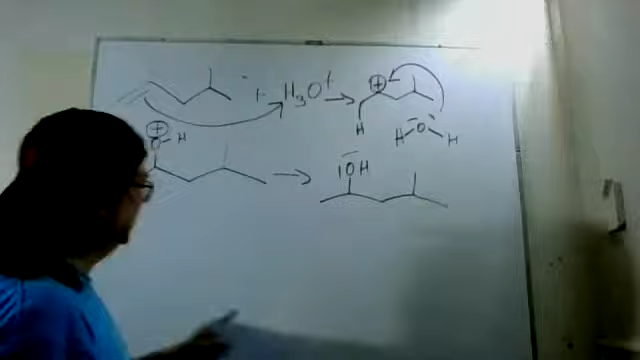 + H3O+ → ⊕ H
H O H
⊕ O H → |OH